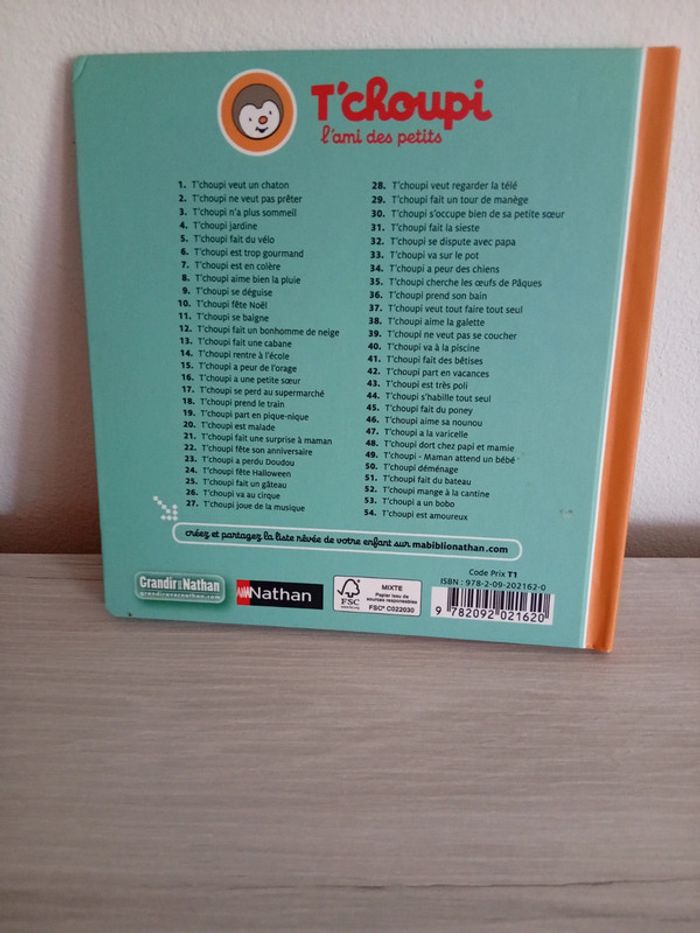 T'choupi
l'ami des petits
1. T'choupi veut un chaton
2. T'choupi ne veut pas prêter
3. T'choupi n'a plus sommeil
4. T'choupi jardine
5. T'choupi fait du vélo
6. T'choupi est trop gourmand
7. T'choupi est en colère
8. T'choupi aime bien la pluie
9. T'choupi se déguise
10. T'choupi fête Noël
11. T'choupi se baigne
12. T'choupi fait un bonhomme de neige
13. T'choupi fait une cabane
14. T'choupi rentre à l'école
15. T'choupi a peur de l'orage
16. T'choupi a une petite sœur
17. T'choupi se perd au supermarché
18. T'choupi prend le train
19. T'choupi part en pique-nique
20. T'choupi est malade
21. T'choupi fait une surprise à maman
22. T'choupi fête son anniversaire
23. T'choupi a perdu Doudou
24. T'choupi fête Halloween
25. T'choupi fait un gâteau
26. T'choupi va au cirque
27. T'choupi joue de la musique
28. T'choupi veut regarder la télé
29. T'choupi fait un tour de manège
30. T'choupi s'occupe bien de sa petite sœur
31. T'choupi fait la sieste
32. T'choupi se dispute avec papa
33. T'choupi va sur le pot
34. T'choupi a peur des chiens
35. T'choupi cherche les œufs de Pâques
36. T'choupi prend son bain
37. T'choupi veut tout faire tout seul
38. T'choupi aime la galette
39. T'choupi ne veut pas se coucher
40. T'choupi va à la piscine
41. T'choupi fait des bêtises
42. T'choupi part en vacances
43. T'choupi est très poli
44. T'choupi s'habille tout seul
45. T'choupi fait du poney
46. T'choupi aime sa nounou
47. T'choupi a la varicelle
48. T'choupi dort chez papi et mamie
49. T'choupi - Maman attend un bébé
50. T'choupi déménage
51. T'choupi fait du bateau
52. T'choupi mange à la cantine
53. T'choupi a un bobo
54. T'choupi est amoureux
créez et partagez la liste rêvée de votre enfant sur mabiblionathan.com
Grandir avec Nathan
grandiravecnathan.com
Nathan
FSC
www.fsc.org
MIXTE
Papier issu de
sources responsables
FSC® C022030
Code Prix T1
ISBN : 978-2-09-202162-0
9 782092 021620